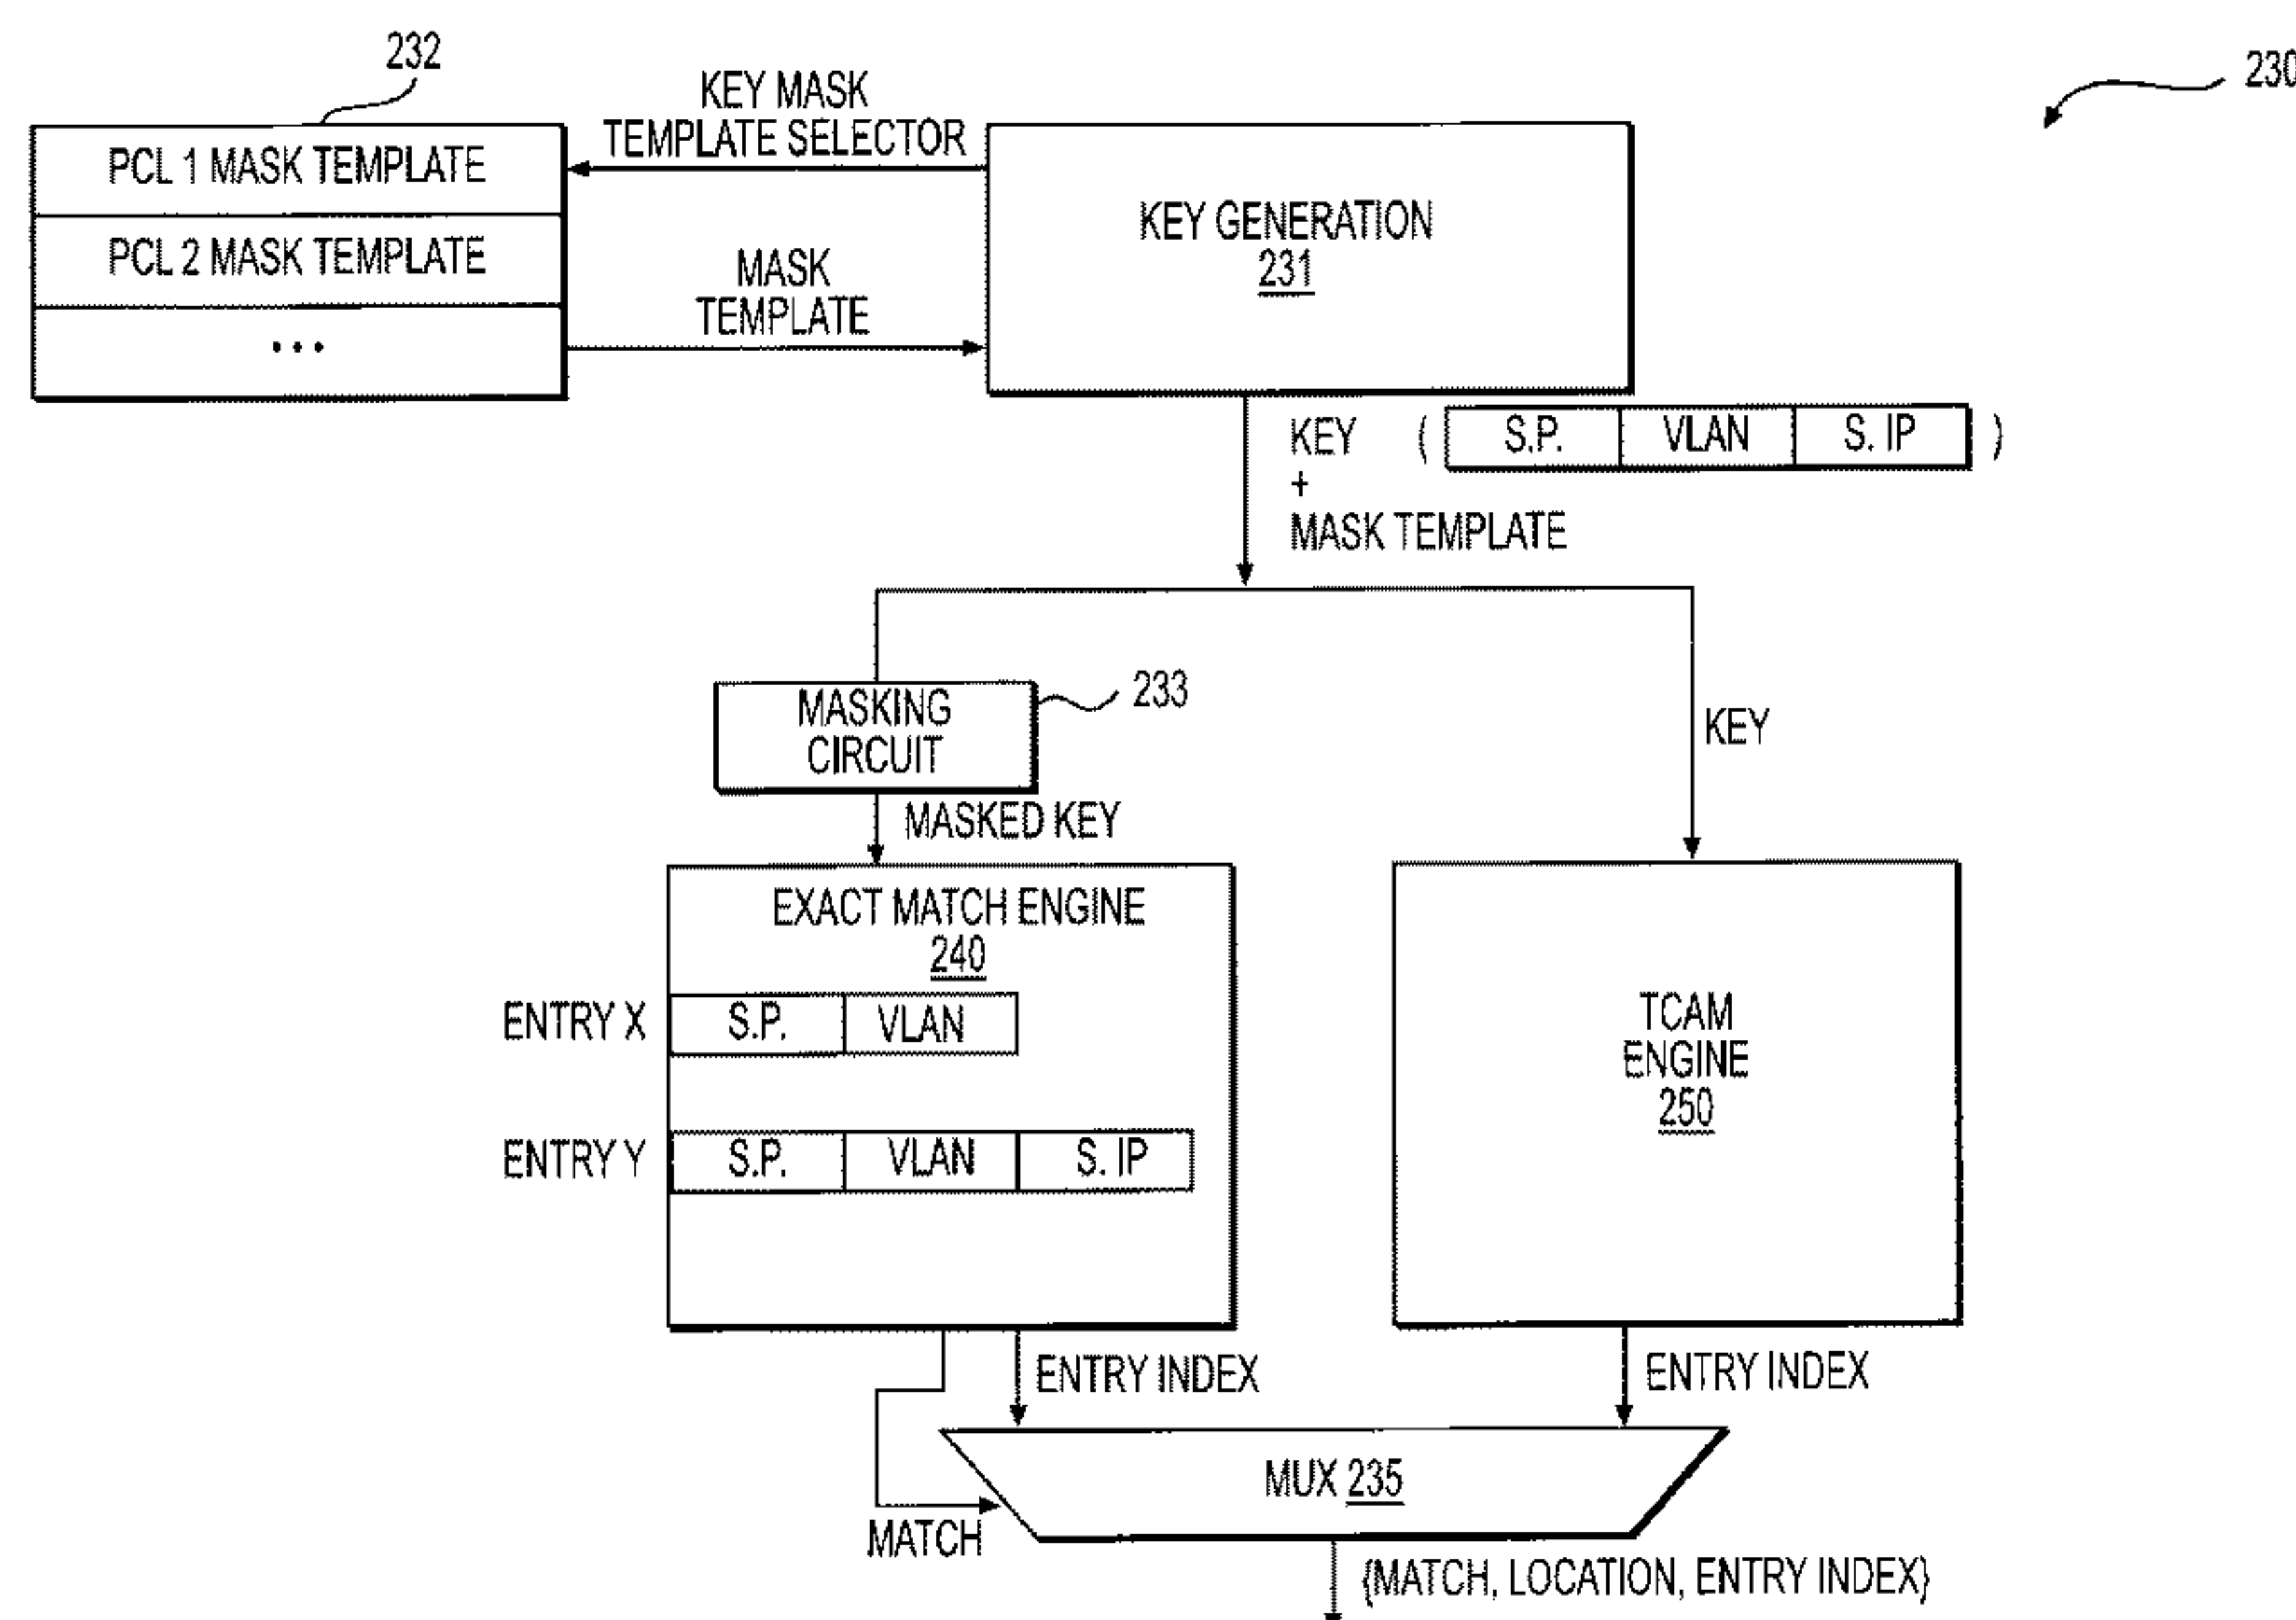 232
230
KEY MASK
TEMPLATE SELECTOR
PCL 1 MASK TEMPLATE
PCL 2 MASK TEMPLATE
• • •
MASK
TEMPLATE
KEY GENERATION
231
KEY ( S.P. VLAN S. IP )
+
MASK TEMPLATE
MASKING
CIRCUIT
233
KEY
MASKED KEY
EXACT MATCH ENGINE
240
ENTRY X S.P. VLAN
ENTRY Y S.P. VLAN S. IP
TCAM
ENGINE
250
ENTRY INDEX
ENTRY INDEX
MUX 235
MATCH
{MATCH, LOCATION, ENTRY INDEX}